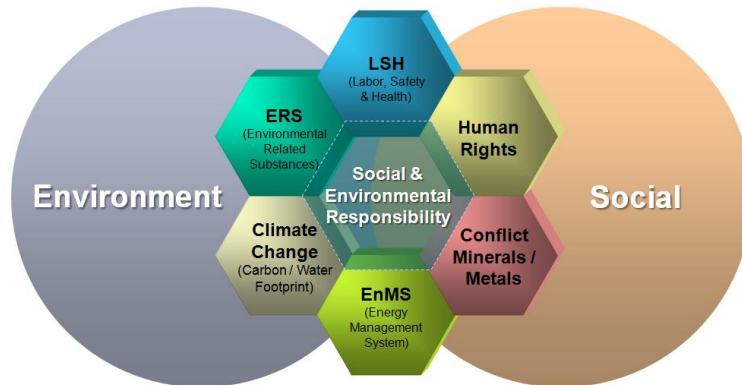 LSH
(Labor, Safety
& Health)
ERS
(Environmental
Related
Substances)
Human
Rights
Environment
Social &
Environmental
Responsibility
Social
Climate
Change
(Carbon / Water
Footprint)
Conflict
Minerals /
Metals
EnMS
(Energy
Management
System)